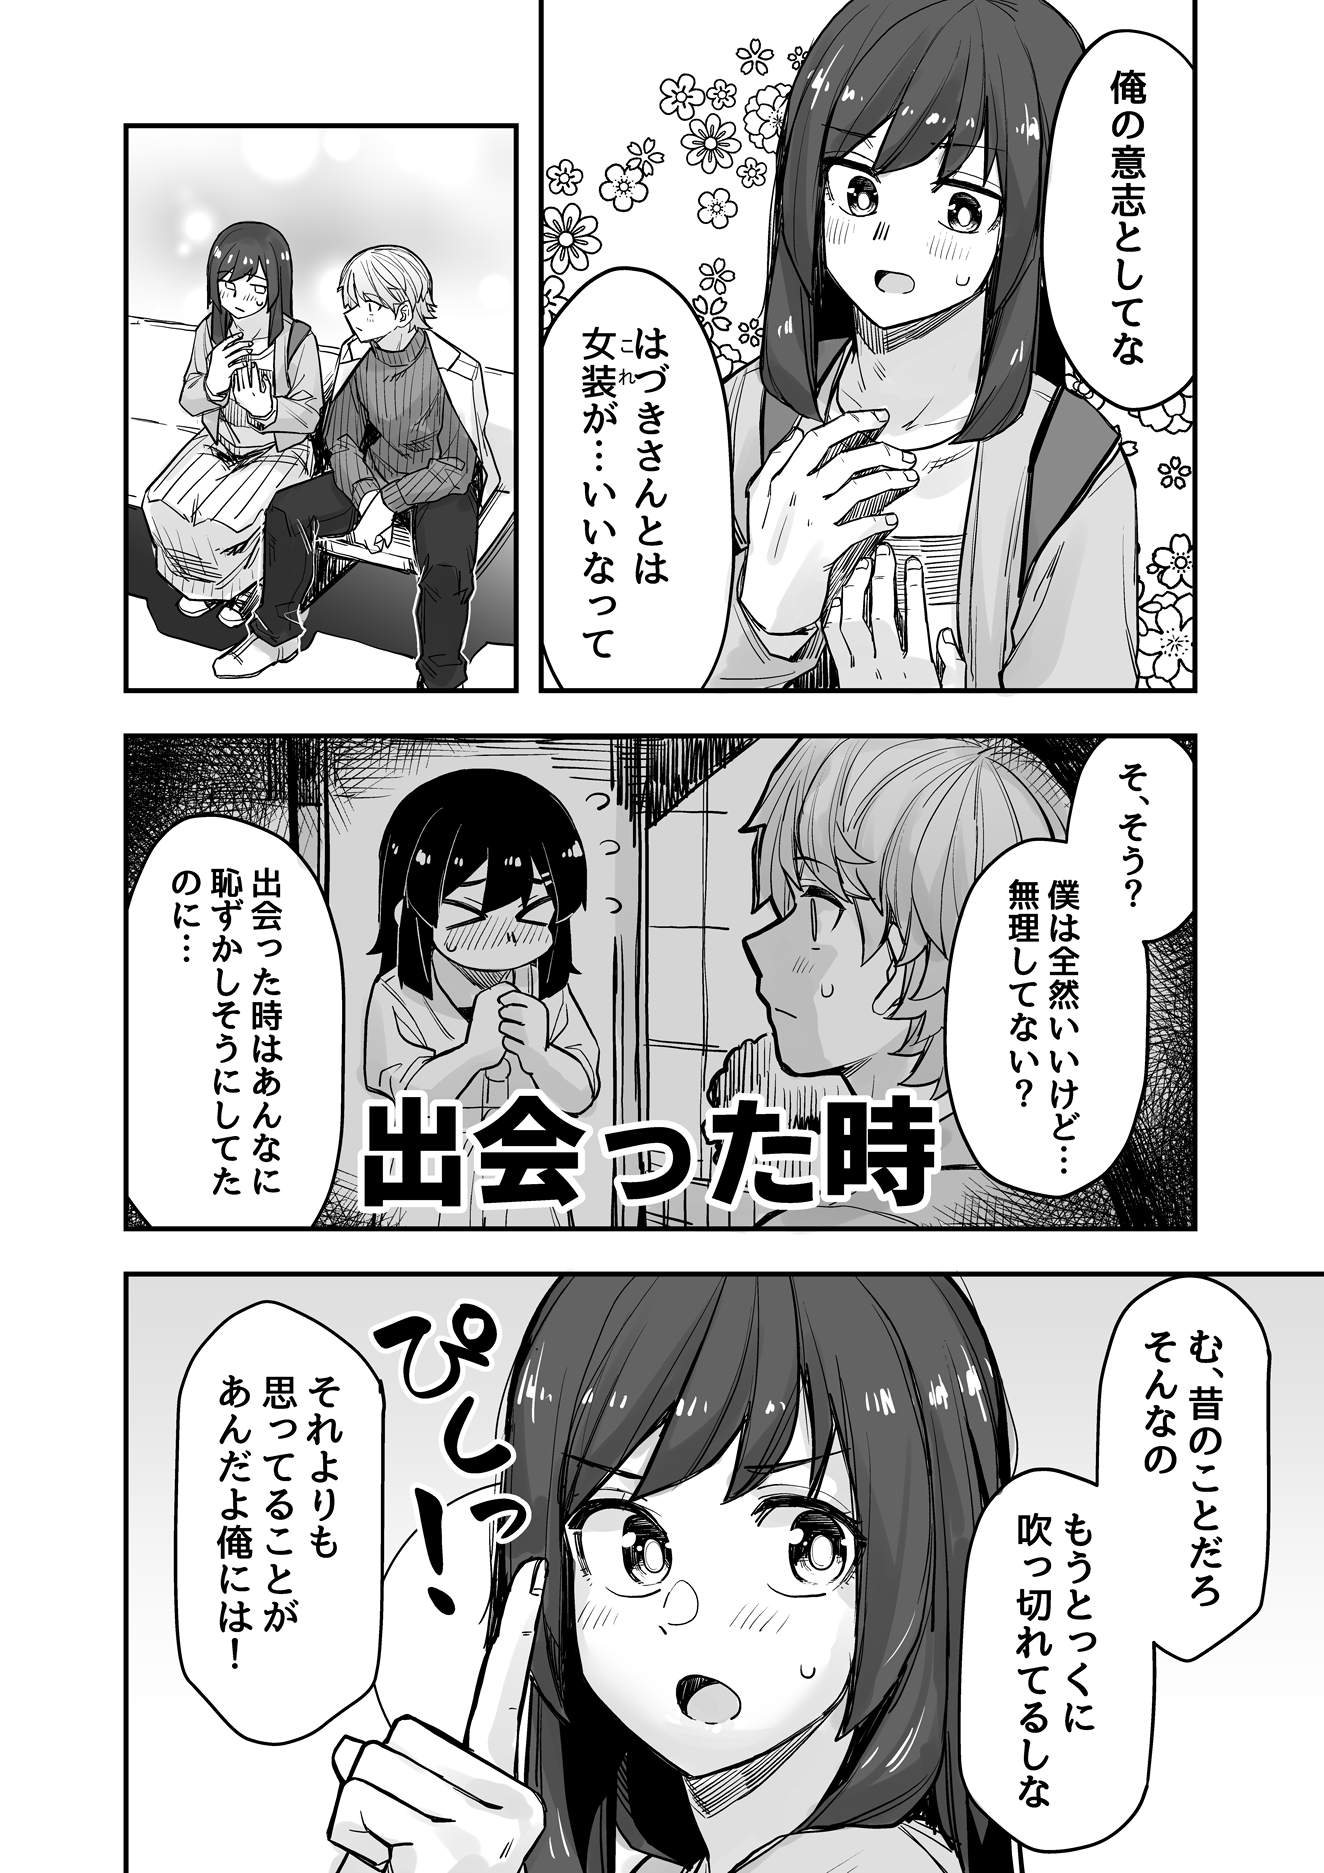 俺の意志としてな
はづきさんとは
女装が…いいなって
これ
そ、そう?
僕は全然いいけど…
無理してない?
出会った時はあんなに
恥ずかしそうにしてた
のに…
出会った時
む、昔のことだろ
そんなの
もうとっくに
吹っ切れてるしな
ぴしっ!
それよりも
思ってることが
あんだよ俺には!